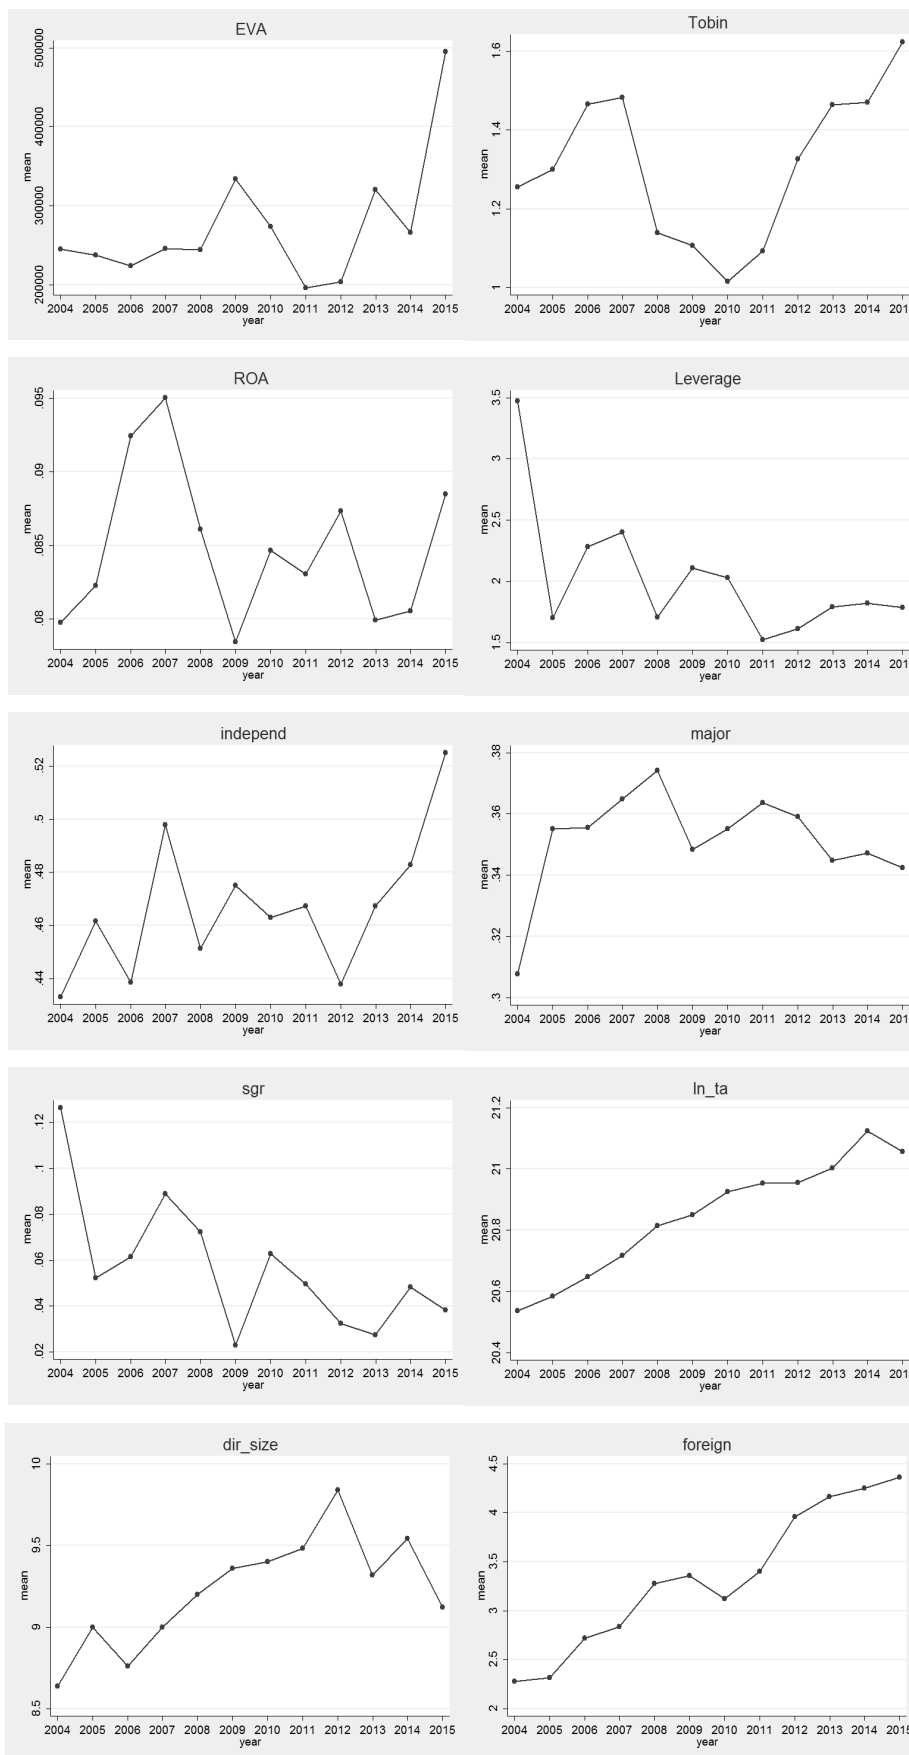 EVA
500000
400000
300000
200000
mean
2004 2005 2006 2007 2008 2009 2010 2011 2012 2013 2014 2015
year
Tobin
1.6
1.4
1.2
1
mean
2004 2005 2006 2007 2008 2009 2010 2011 2012 2013 2014 201
year
ROA
.095
.09
.085
.08
mean
2004 2005 2006 2007 2008 2009 2010 2011 2012 2013 2014 2015
year
Leverage
3.5
3
2.5
2
1.5
mean
2004 2005 2006 2007 2008 2009 2010 2011 2012 2013 2014 201
year
independ
.52
.5
.48
.46
.44
mean
2004 2005 2006 2007 2008 2009 2010 2011 2012 2013 2014 2015
year
major
.38
.36
.34
.32
.3
mean
2004 2005 2006 2007 2008 2009 2010 2011 2012 2013 2014 201
year
sgr
.12
.1
.08
.06
.04
.02
mean
2004 2005 2006 2007 2008 2009 2010 2011 2012 2013 2014 2015
year
ln_ta
21.2
21
20.8
20.6
20.4
mean
2004 2005 2006 2007 2008 2009 2010 2011 2012 2013 2014 201
year
dir_size
10
9.5
9
8.5
mean
2004 2005 2006 2007 2008 2009 2010 2011 2012 2013 2014 2015
year
foreign
4.5
4
3.5
3
2.5
2
mean
2004 2005 2006 2007 2008 2009 2010 2011 2012 2013 2014 2015
year